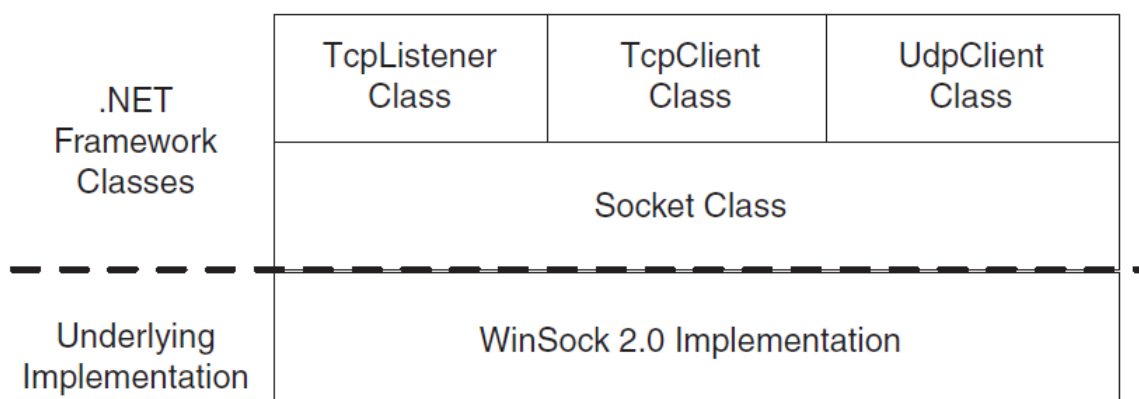 .NET
Framework
Classes
TcpListener
Class
TcpClient
Class
UdpClient
Class
Socket Class
Underlying
Implementation
WinSock 2.0 Implementation